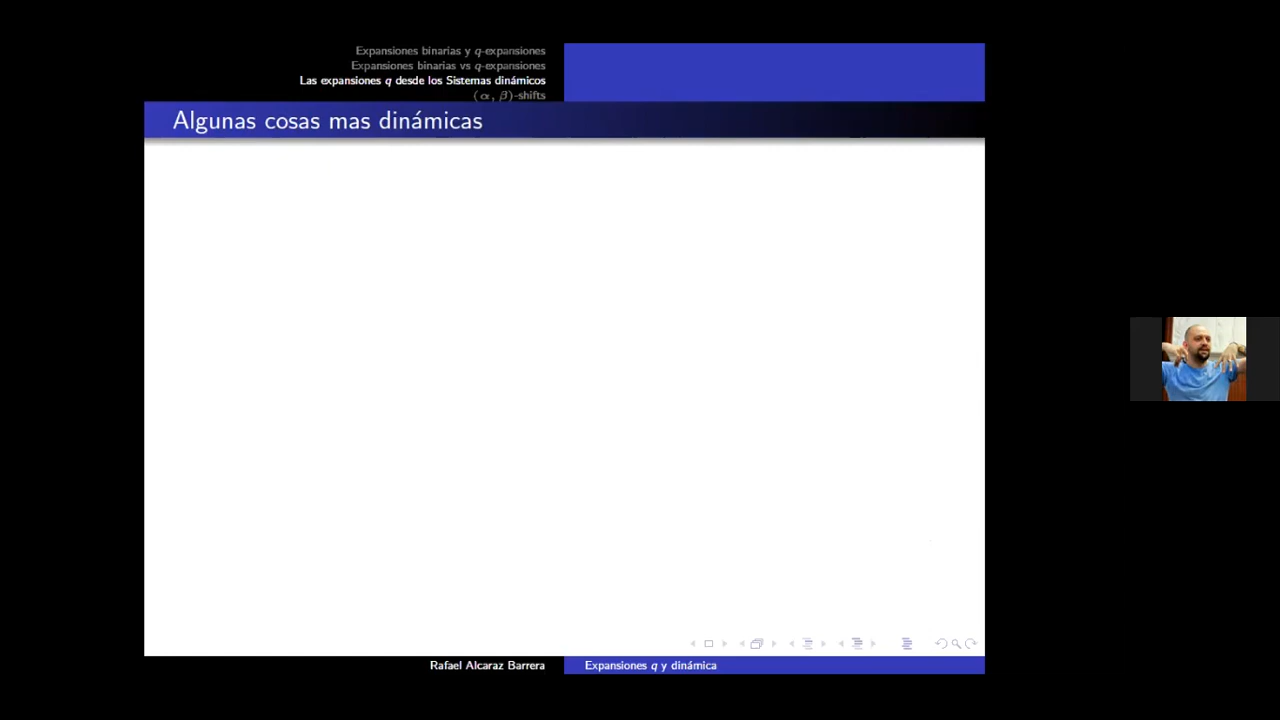 Expansiones binarias y q-expansiones
Expansiones binarias vs q-expansiones
Las expansiones q desde los Sistemas dinámicos
(α, β)-shifts
Algunas cosas mas dinámicas
Rafael Alcaraz Barrera
Expansiones q y dinámica